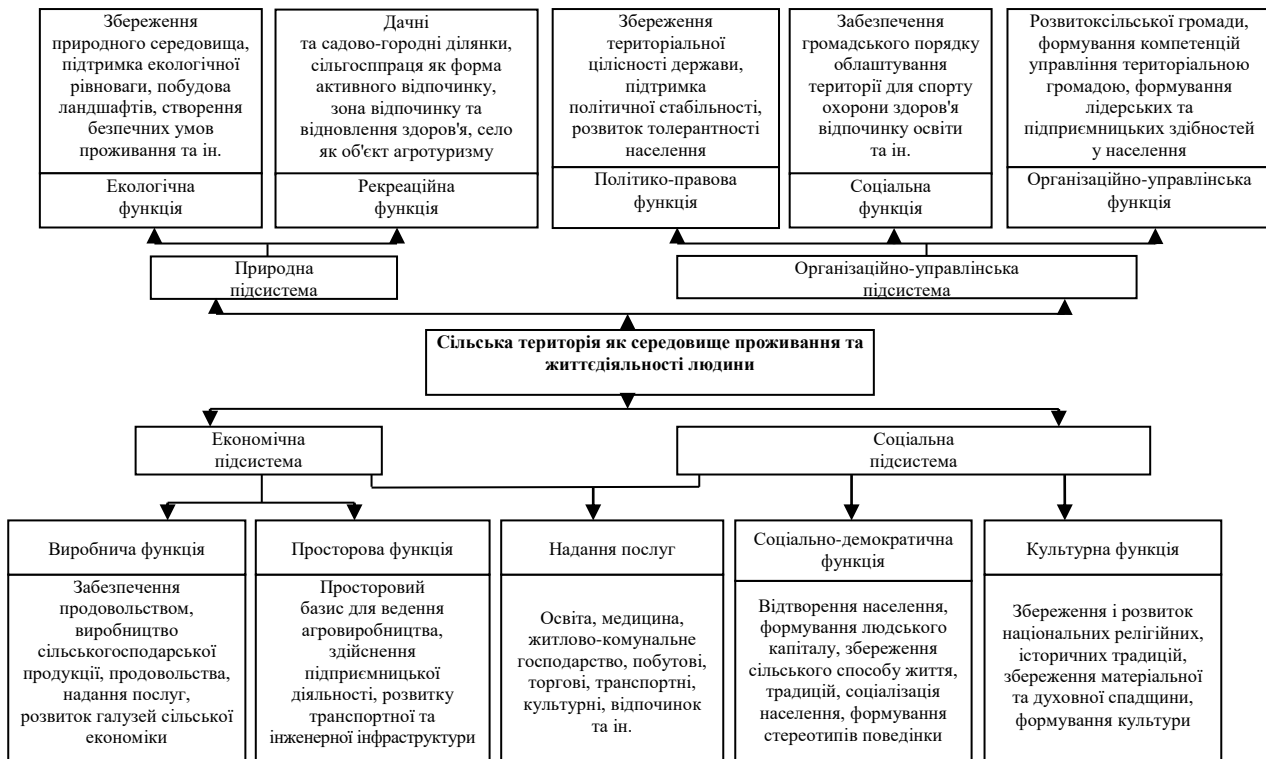 Збереження
природного середовища,
підтримка екологічної
рівноваги, побудова
ландшафтів, створення
безпечних умов
проживання та ін.
Екологічна
функція
Дачні
та садово-городні ділянки,
сільгосппраця як форма
активного відпочинку,
зона відпочинку та
відновлення здоров'я, село
як об'єкт агротуризму
Рекреаційна
функція
Збереження
територіальної
цілісності держави,
підтримка
політичної стабільності,
розвиток толерантності
населення
Політико-правова
функція
Забезпечення
громадського порядку
облаштування
території для спорту
охорони здоров'я
відпочинку освіти
та ін.
Соціальна
функція
Розвитоксільської громади,
формування компетенцій
управління територіальною
громадою, формування
лідерських та
підприємницьких здібностей
у населення
Організаційно-управлінська
функція
Природна
підсистема
Організаційно-управлінська
підсистема
Сільська територія як середовище проживання та
життєдіяльності людини
Економічна
підсистема
Соціальна
підсистема
Виробнича функція
Забезпечення
продовольством,
виробництво
сільськогосподарської
продукції, продовольства,
надання послуг,
розвиток галузей сільської
економіки
Просторова функція
Просторовий
базис для ведення
агровиробництва,
здійснення
підприємницької
діяльності, розвитку
транспортної та
інженерної інфраструктури
Надання послуг
Освіта, медицина,
житлово-комунальне
господарство, побутові,
торгові, транспортні,
культурні, відпочинок
та ін.
Соціально-демократична
функція
Відтворення населення,
формування людського
капіталу, збереження
сільського способу життя,
традицій, соціалізація
населення, формування
стереотипів поведінки
Культурна функція
Збереження і розвиток
національних релігійних,
історичних традицій,
збереження матеріальної
та духовної спадщини,
формування культури